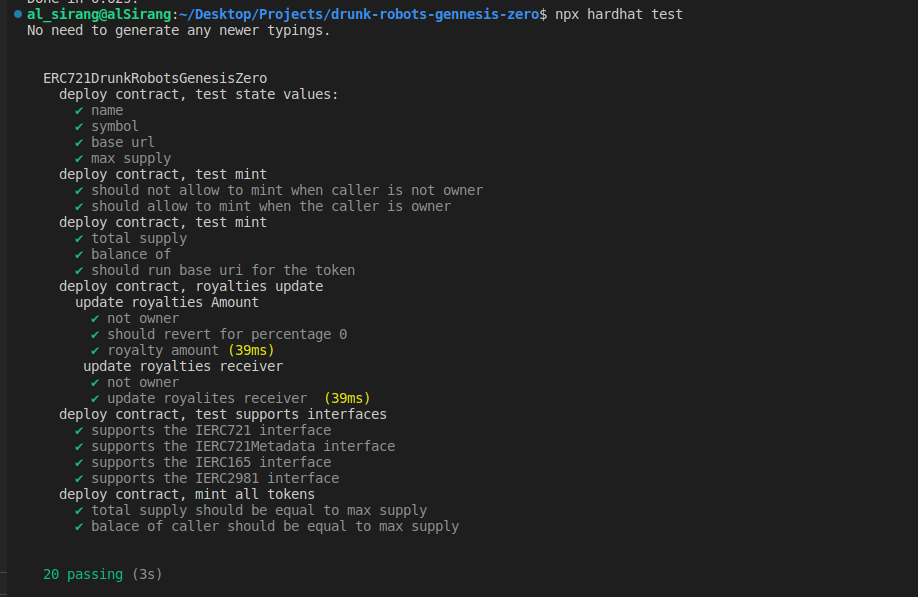 Done in 0.629.
al_sirang@alSirang:~/Desktop/Projects/drunk-robots-gennesis-zero$ npx hardhat test
No need to generate any newer typings.
ERC721DrunkRobotsGenesisZero
deploy contract, test state values:
✔ name
✔ symbol
✔ base url
✔ max supply
deploy contract, test mint
✔ should not allow to mint when caller is not owner
✔ should allow to mint when the caller is owner
deploy contract, test mint
✔ total supply
✔ balance of
✔ should run base uri for the token
deploy contract, royalties update
update royalties Amount
✔ not owner
✔ should revert for percentage 0
✔ royalty amount (39ms)
update royalties receiver
✔ not owner
✔ update royalites receiver (39ms)
deploy contract, test supports interfaces
✔ supports the IERC721 interface
✔ supports the IERC721Metadata interface
✔ supports the IERC165 interface
✔ supports the IERC2981 interface
deploy contract, mint all tokens
✔ total supply should be equal to max supply
✔ balace of caller should be equal to max supply
20 passing (3s)